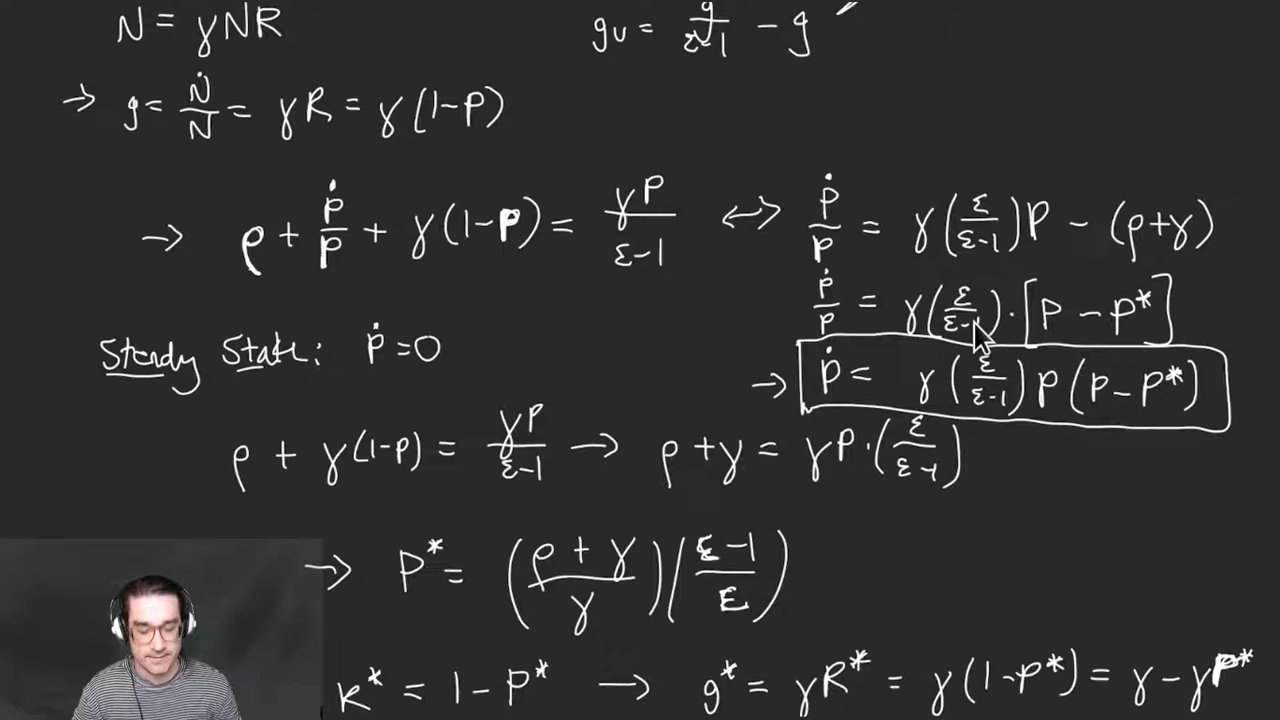 N = γNR
g_U = g/(ε-1) - g
→ g = Ṅ/N = γR = γ(1-P)
→ ρ + Ṗ/P + γ(1-P) = γP/(ε-1) ↔ Ṗ/P = γ(ε/(ε-1))P - (ρ+γ)
Ṗ/P = γ(ε/(ε-1))·[P - P*]
Steady State: Ṗ=0
→ Ṗ = γ(ε/(ε-1))P(P-P*)
ρ + γ(1-P) = γP/(ε-1) → ρ+γ = γP·(ε/(ε-1))
→ P* = ((ρ+γ)/γ)((ε-1)/ε)
R* = 1-P* → g* = γR* = γ(1-P*) = γ-γP*